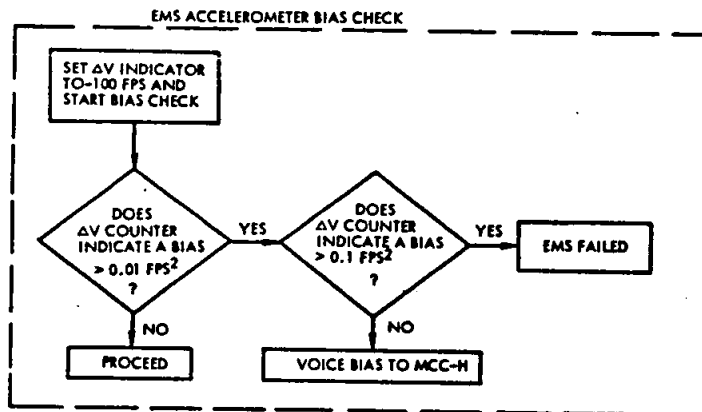 EMS ACCELEROMETER BIAS CHECK
SET ΔV INDICATOR
TO-100 FPS AND
START BIAS CHECK
DOES
ΔV COUNTER
INDICATE A BIAS
> 0.01 FPS²
?
YES
DOES
ΔV COUNTER
INDICATE A BIAS
> 0.1 FPS²
?
YES
EMS FAILED
NO
PROCEED
NO
VOICE BIAS TO MCC-H